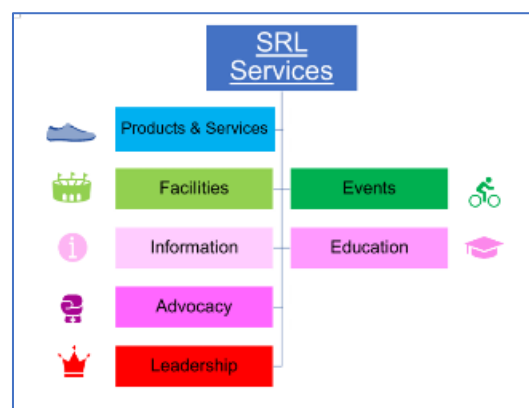 SRL
Services
Products & Services
Facilities
Events
Information
Education
Advocacy
Leadership